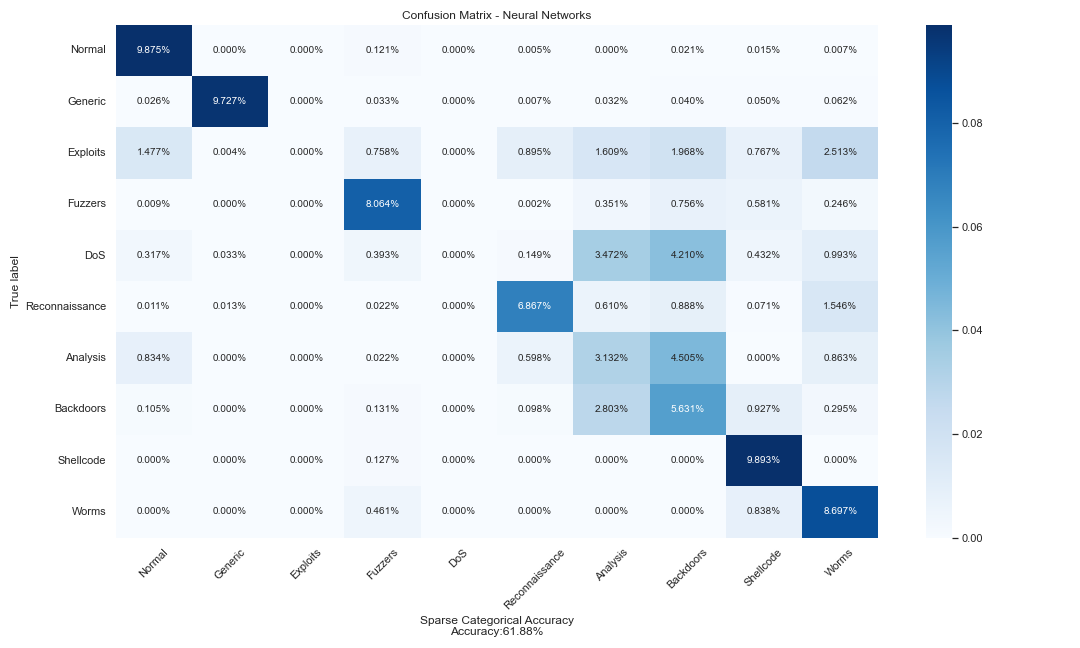 Confusion Matrix - Neural Networks
Normal 9.875% 0.000% 0.000% 0.121% 0.000% 0.005% 0.000% 0.021% 0.015% 0.007%
Generic 0.026% 9.727% 0.000% 0.033% 0.000% 0.007% 0.032% 0.040% 0.050% 0.062%
0.08
Exploits 1.477% 0.004% 0.000% 0.758% 0.000% 0.895% 1.609% 1.968% 0.767% 2.513%
Fuzzers 0.009% 0.000% 0.000% 8.064% 0.000% 0.002% 0.351% 0.756% 0.581% 0.246%
0.06
DoS 0.317% 0.033% 0.393% 0.000% 0.149% 3.472% 4.210% 0.432% 0.993%
True label
Reconnaissance 0.011% 0.013% 0.000% 0.022% 0.000% 6.867% 0.610% 0.888% 0.071% 1.546%
0.04
Analysis 0.834% 0.000% 0.000% 0.022% 0.000% 0.598% 3.132% 4.505% 0.000% 0.863%
Backdoors 0.105% 0.000% 0.000% 0.131% 0.000% 0.098% 2.803% 5.631% 0.927% 0.295%
0.02
Shellcode 0.000% 0.000% 0.000% 0.127% 0.000% 0.000% 0.000% 0.000% 9.893% 0.000%
Worms 0.000% 0.000% 0.000% 0.461% 0.000% 0.000% 0.000% 0.000% 0.838% 8.697%
0.00
Normal Generic Exploits Fuzzers DoS Reconnaissance Analysis Backdoors Shellcode Worms
Sparse Categorical Accuracy
Accuracy:61.88%